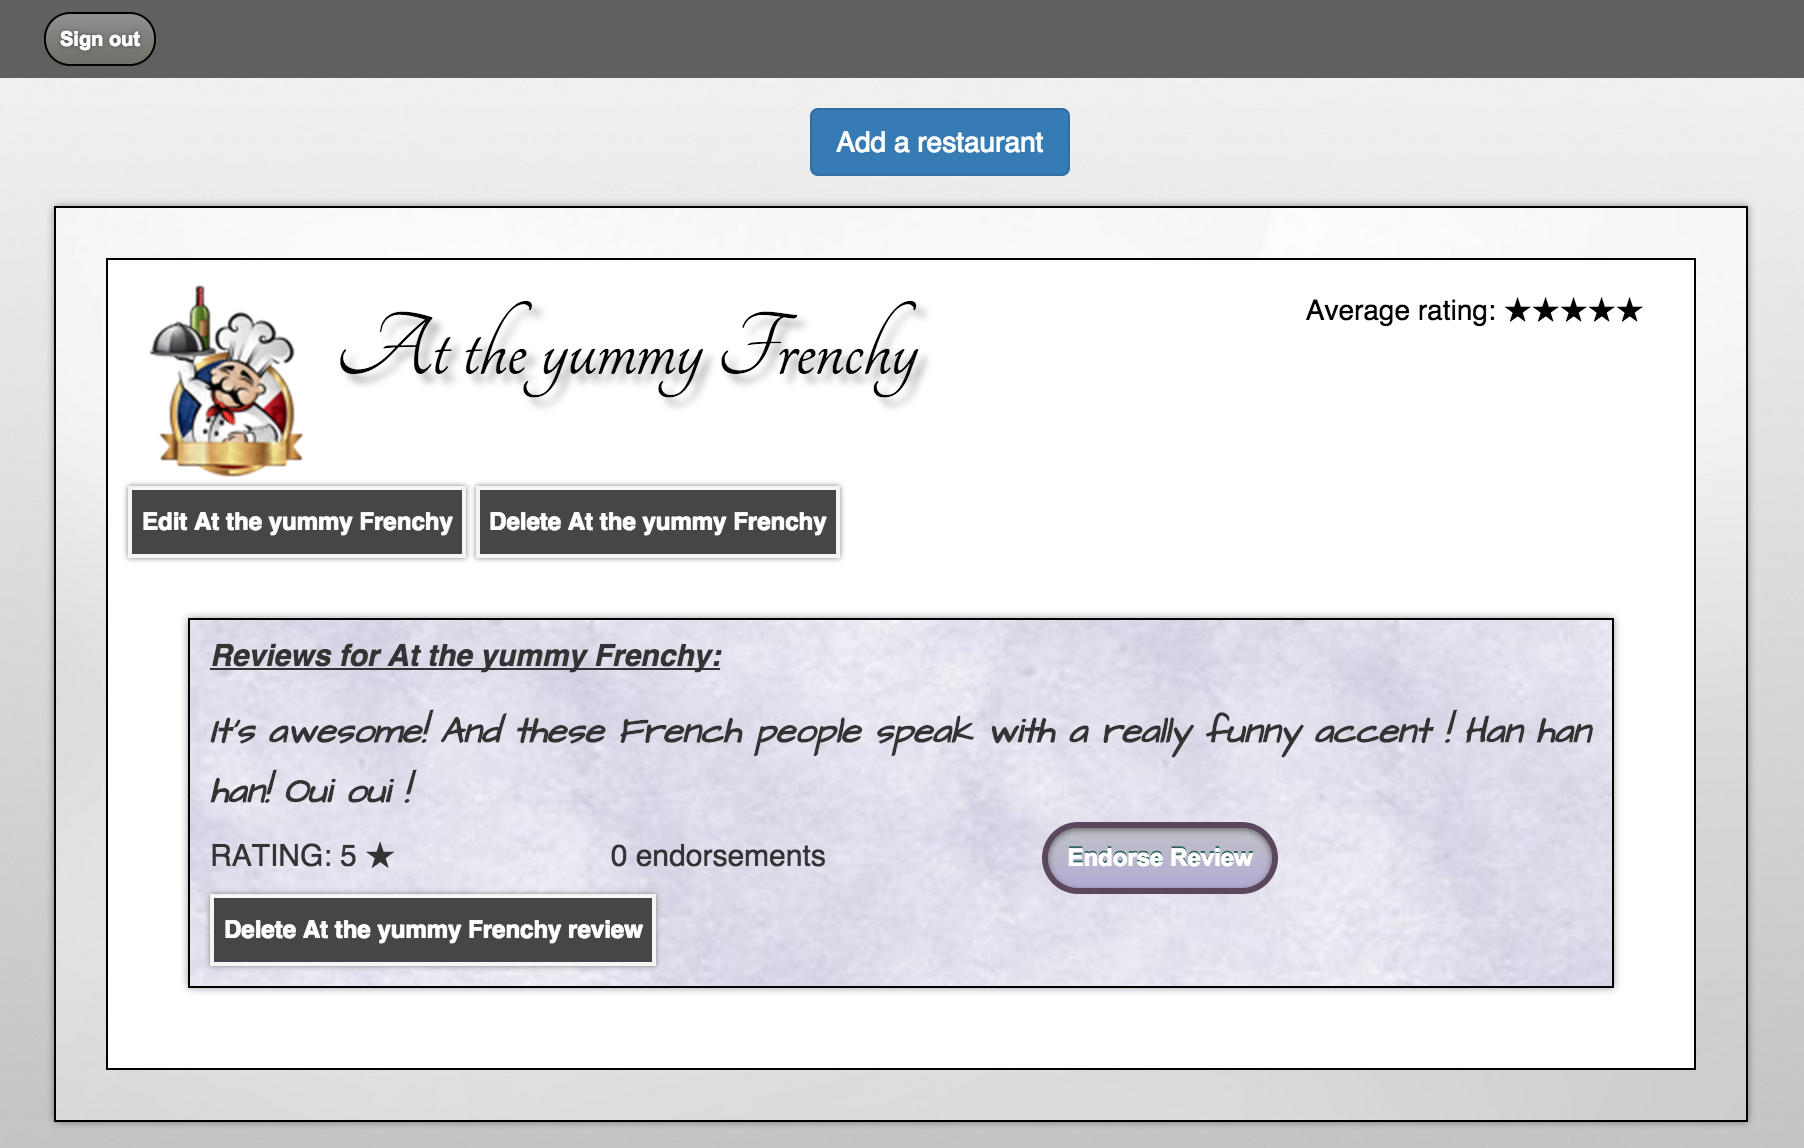 Sign out
Add a restaurant
At the yummy Frenchy
Average rating: ★★★★★
Edit At the yummy Frenchy
Delete At the yummy Frenchy
Reviews for At the yummy Frenchy:
It's awesome! And these French people speak with a really funny accent ! Han han
han! Oui oui !
RATING: 5 ★
0 endorsements
Endorse Review
Delete At the yummy Frenchy review